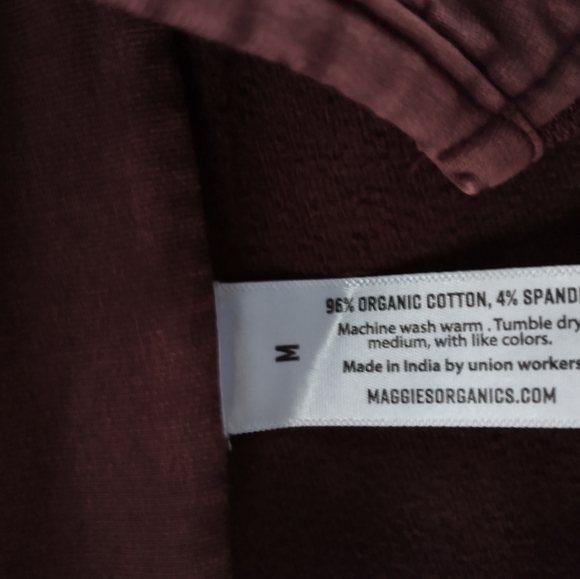 96% ORGANIC COTTON, 4% SPAND
Machine wash warm . Tumble dry
medium, with like colors.
Made in India by union workers
MAGGIESORGANICS.COM
M